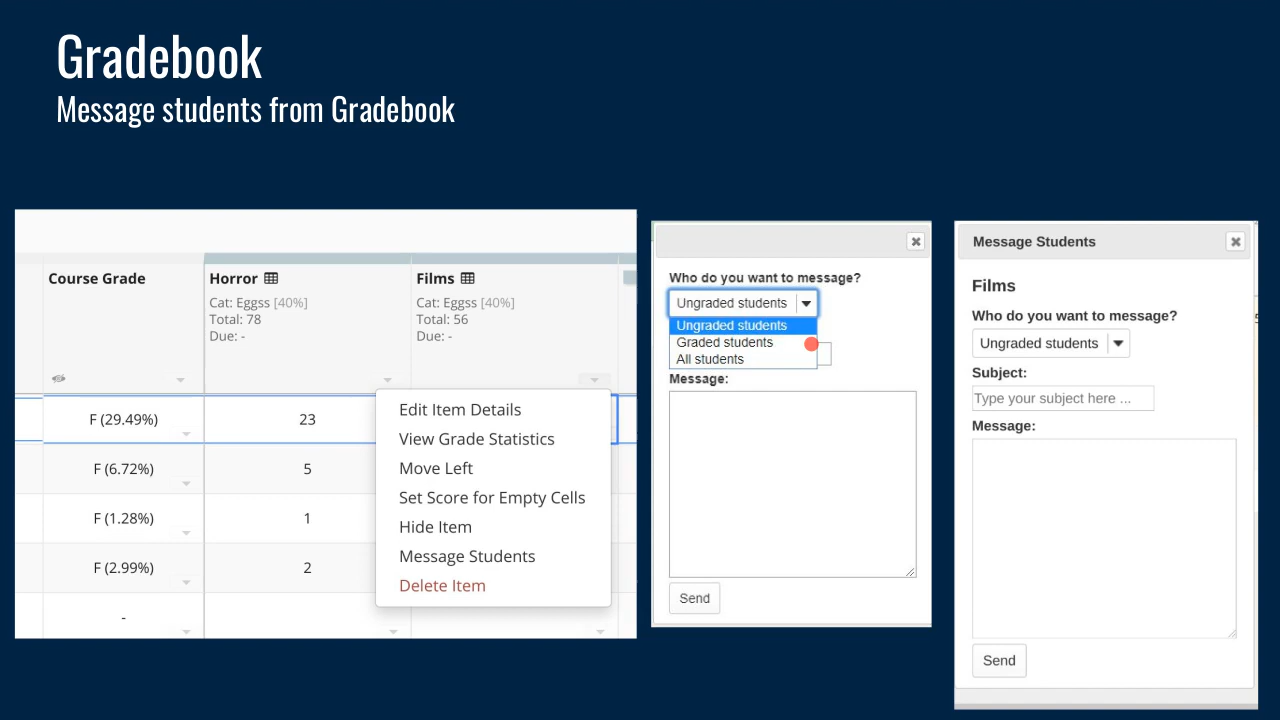 Gradebook
Message students from Gradebook
Course Grade
Horror
Cat: Eggss [40%]
Total: 78
Due: -
Films
Cat: Eggss [40%]
Total: 56
Due: -
F (29.49%)
23
F (6.72%)
5
F (1.28%)
1
F (2.99%)
2
-
Edit Item Details
View Grade Statistics
Move Left
Set Score for Empty Cells
Hide Item
Message Students
Delete Item
Who do you want to message?
Ungraded students
Ungraded students
Graded students
All students
Message:
Send
Message Students
Films
Who do you want to message?
Ungraded students
Subject:
Type your subject here ...
Message:
Send